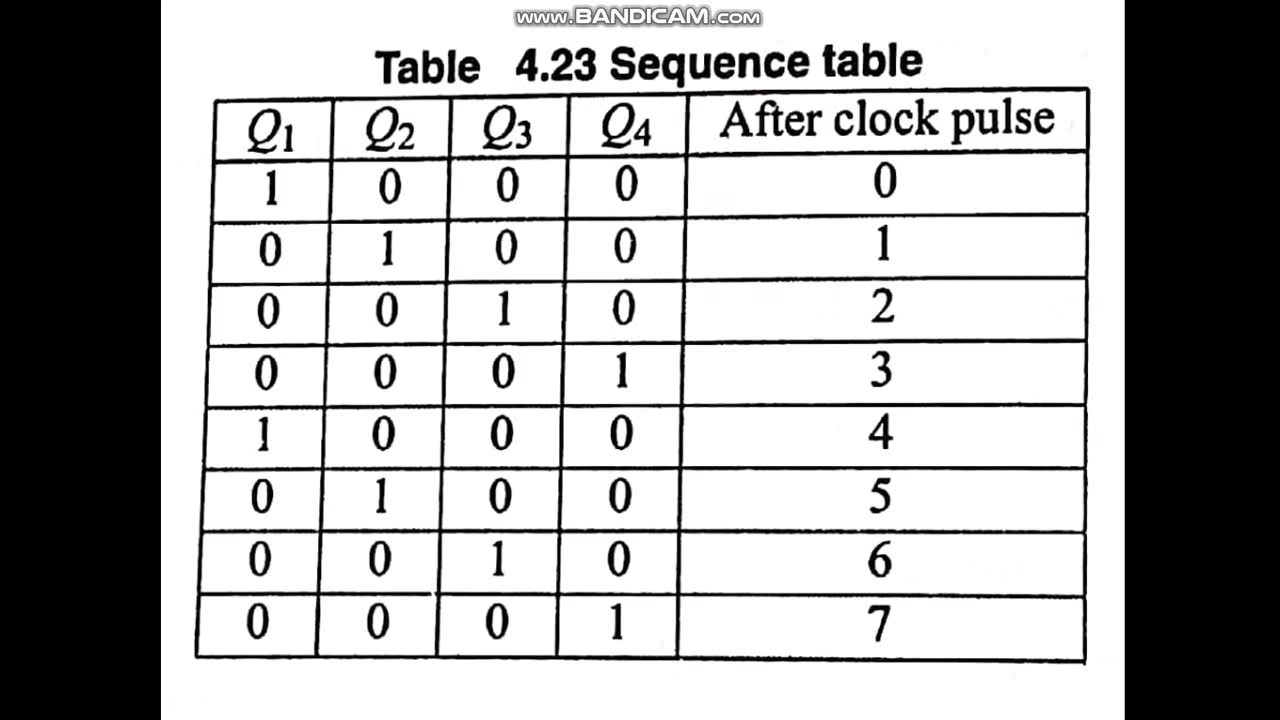 www.BANDICAM.com
Table 4.23 Sequence table
Q1 Q2 Q3 Q4 After clock pulse
1 0 0 0 0
0 1 0 0 1
0 0 1 0 2
0 0 0 1 3
1 0 0 0 4
0 1 0 0 5
0 0 1 0 6
0 0 0 1 7